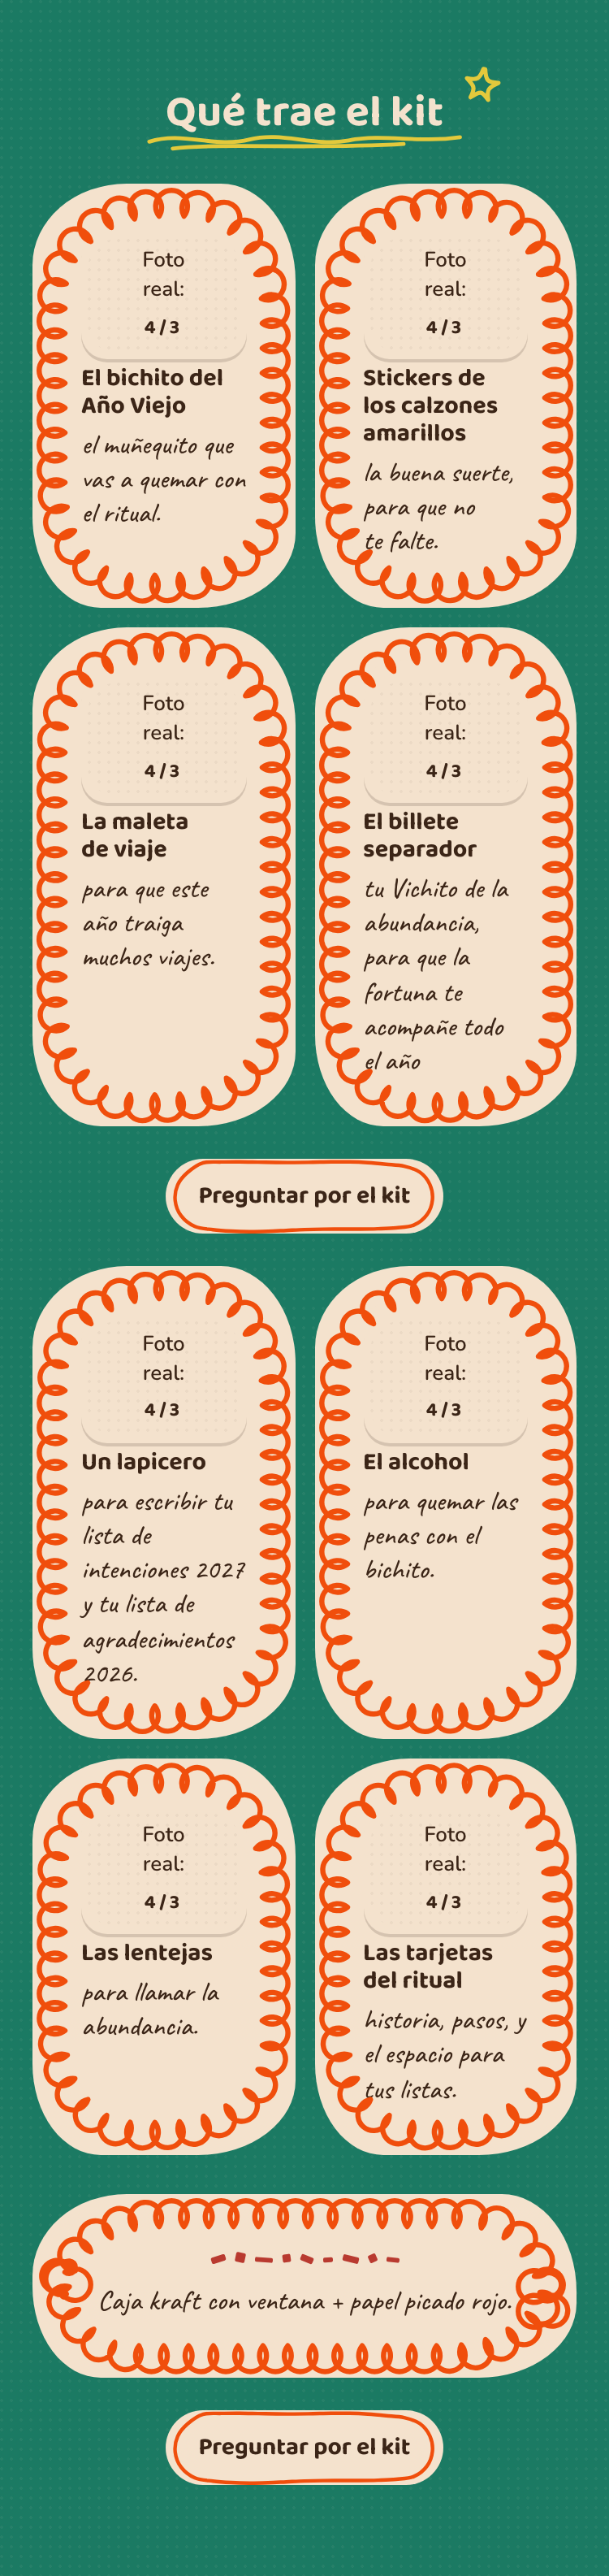 Qué trae el kit
Foto
real:
4/3
El bichito del
Año Viejo
el muñequito que
vas a quemar con
el ritual.
Foto
real:
4/3
Stickers de
los calzones
amarillos
la buena suerte,
para que no
te falte.
Foto
real:
4/3
La maleta
de viaje
para que este
año traiga
muchos viajes.
Foto
real:
4/3
El billete
separador
tu Vichito de la
abundancia,
para que la
fortuna te
acompañe todo
el año
Preguntar por el kit
Foto
real:
4/3
Un lapicero
para escribir tu
lista de
intenciones 2027
y tu lista de
agradecimientos
2026.
Foto
real:
4/3
El alcohol
para quemar las
penas con el
bichito.
Foto
real:
4/3
Las lentejas
para llamar la
abundancia.
Foto
real:
4/3
Las tarjetas
del ritual
historia, pasos, y
el espacio para
tus listas.
Caja kraft con ventana + papel picado rojo.
Preguntar por el kit